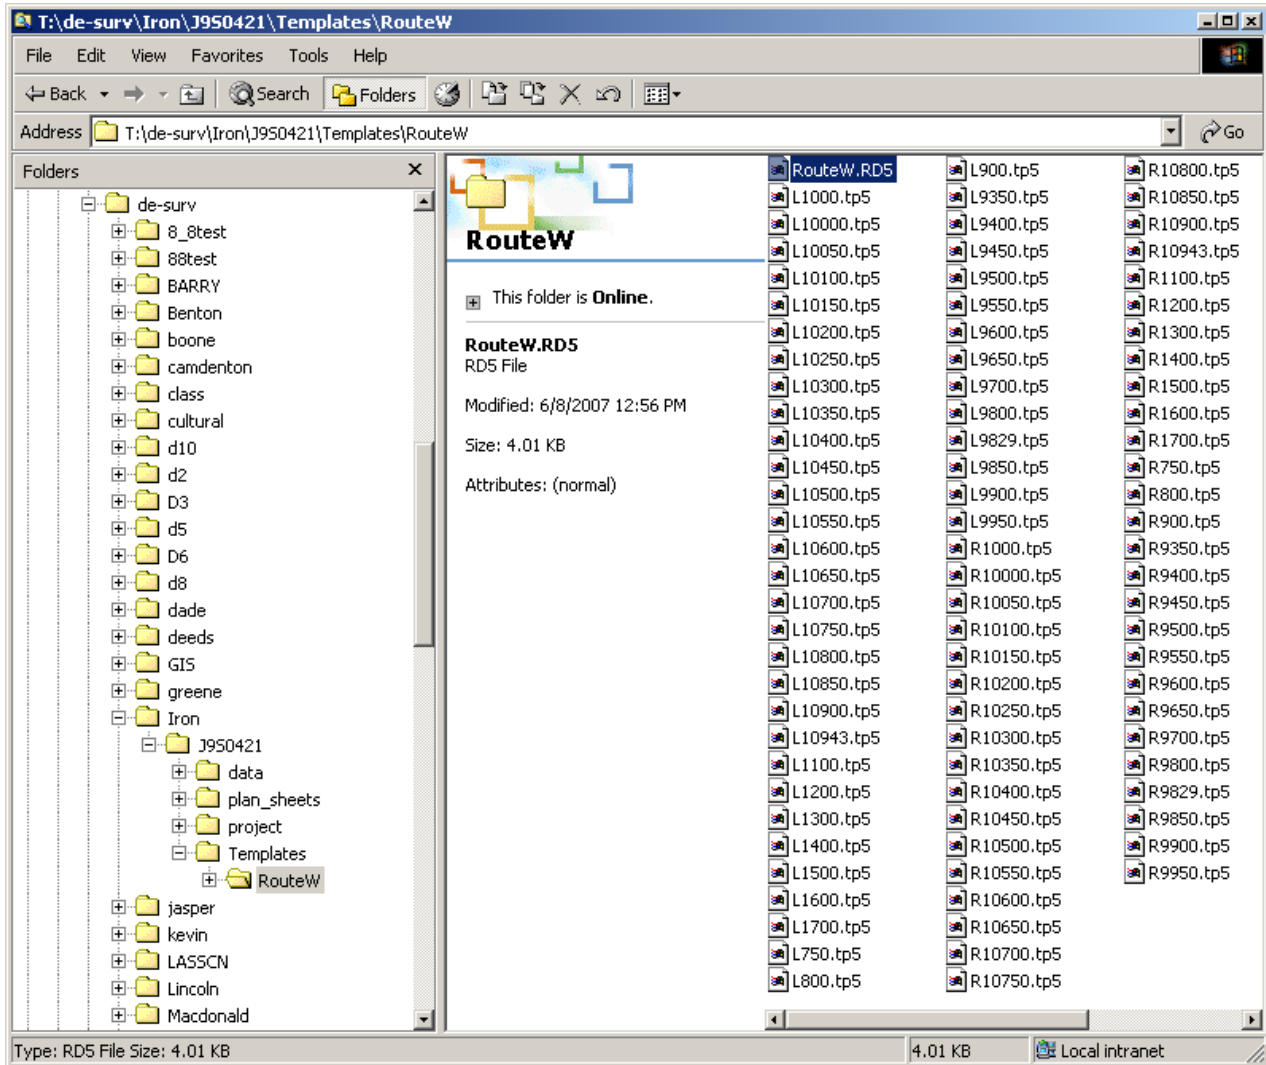 T:\de-surv\Iron\J9S0421\Templates\RouteW
File Edit View Favorites Tools Help
Back Search Folders
Address T:\de-surv\Iron\J9S0421\Templates\RouteW Go
Folders
de-surv
8_8test
88test
BARRY
Benton
boone
camdenton
class
cultural
d10
d2
D3
d5
D6
d8
dade
deeds
GIS
greene
Iron
J9S0421
data
plan_sheets
project
Templates
RouteW
jasper
kevin
LASSCN
Lincoln
Macdonald
RouteW
This folder is Online.
RouteW.RD5
RD5 File
Modified: 6/8/2007 12:56 PM
Size: 4.01 KB
Attributes: (normal)
RouteW.RD5
L1000.tp5
L10000.tp5
L10050.tp5
L10100.tp5
L10150.tp5
L10200.tp5
L10250.tp5
L10300.tp5
L10350.tp5
L10400.tp5
L10450.tp5
L10500.tp5
L10550.tp5
L10600.tp5
L10650.tp5
L10700.tp5
L10750.tp5
L10800.tp5
L10850.tp5
L10900.tp5
L10943.tp5
L1100.tp5
L1200.tp5
L1300.tp5
L1400.tp5
L1500.tp5
L1600.tp5
L1700.tp5
L750.tp5
L800.tp5
L900.tp5
L9350.tp5
L9400.tp5
L9450.tp5
L9500.tp5
L9550.tp5
L9600.tp5
L9650.tp5
L9700.tp5
L9800.tp5
L9829.tp5
L9850.tp5
L9900.tp5
L9950.tp5
R1000.tp5
R10000.tp5
R10050.tp5
R10100.tp5
R10150.tp5
R10200.tp5
R10250.tp5
R10300.tp5
R10350.tp5
R10400.tp5
R10450.tp5
R10500.tp5
R10550.tp5
R10600.tp5
R10650.tp5
R10700.tp5
R10750.tp5
R10800.tp5
R10850.tp5
R10900.tp5
R10943.tp5
R1100.tp5
R1200.tp5
R1300.tp5
R1400.tp5
R1500.tp5
R1600.tp5
R1700.tp5
R750.tp5
R800.tp5
R900.tp5
R9350.tp5
R9400.tp5
R9450.tp5
R9500.tp5
R9550.tp5
R9600.tp5
R9650.tp5
R9700.tp5
R9800.tp5
R9829.tp5
R9850.tp5
R9900.tp5
R9950.tp5
Type: RD5 File Size: 4.01 KB 4.01 KB Local intranet